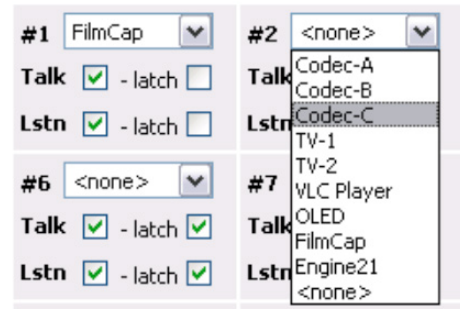 #1 FilmCap
Talk - latch
Lstn - latch
#2 <none>
Talk
Lstn
Codec-A
Codec-B
Codec-C
TV-1
TV-2
VLC Player
OLED
FilmCap
Engine21
<none>
#6 <none>
Talk - latch
Lstn - latch
#7
Talk
Lstn